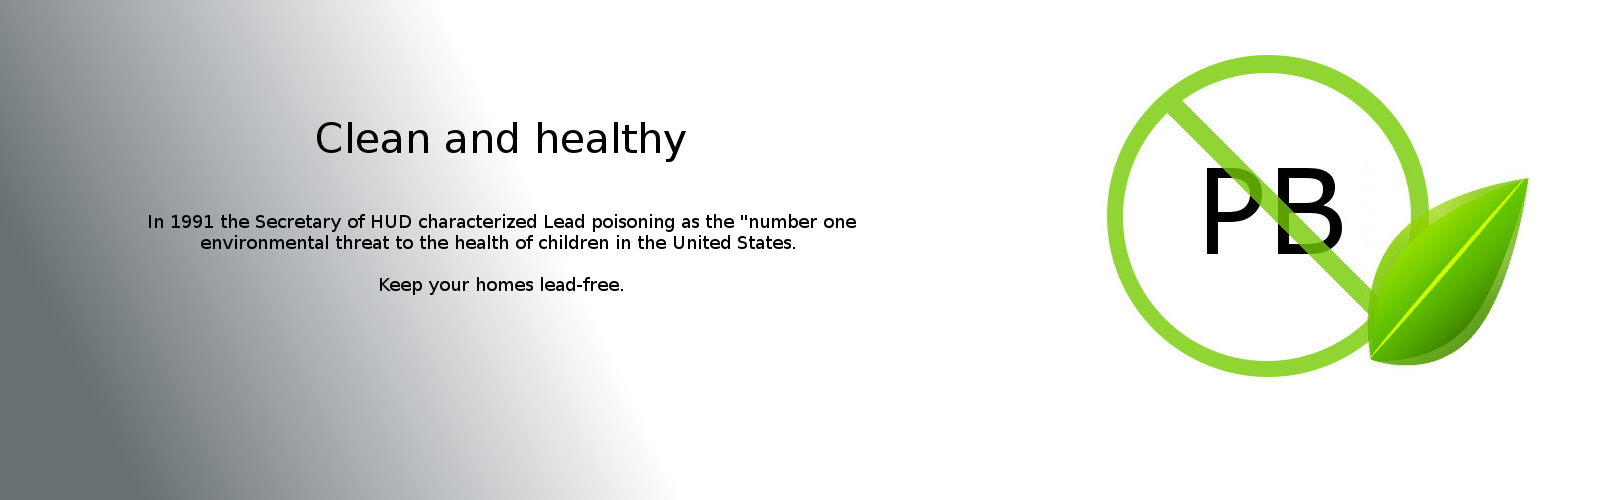 Clean and healthy
In 1991 the Secretary of HUD characterized Lead poisoning as the "number one
environmental threat to the health of children in the United States.
Keep your homes lead-free.
PB